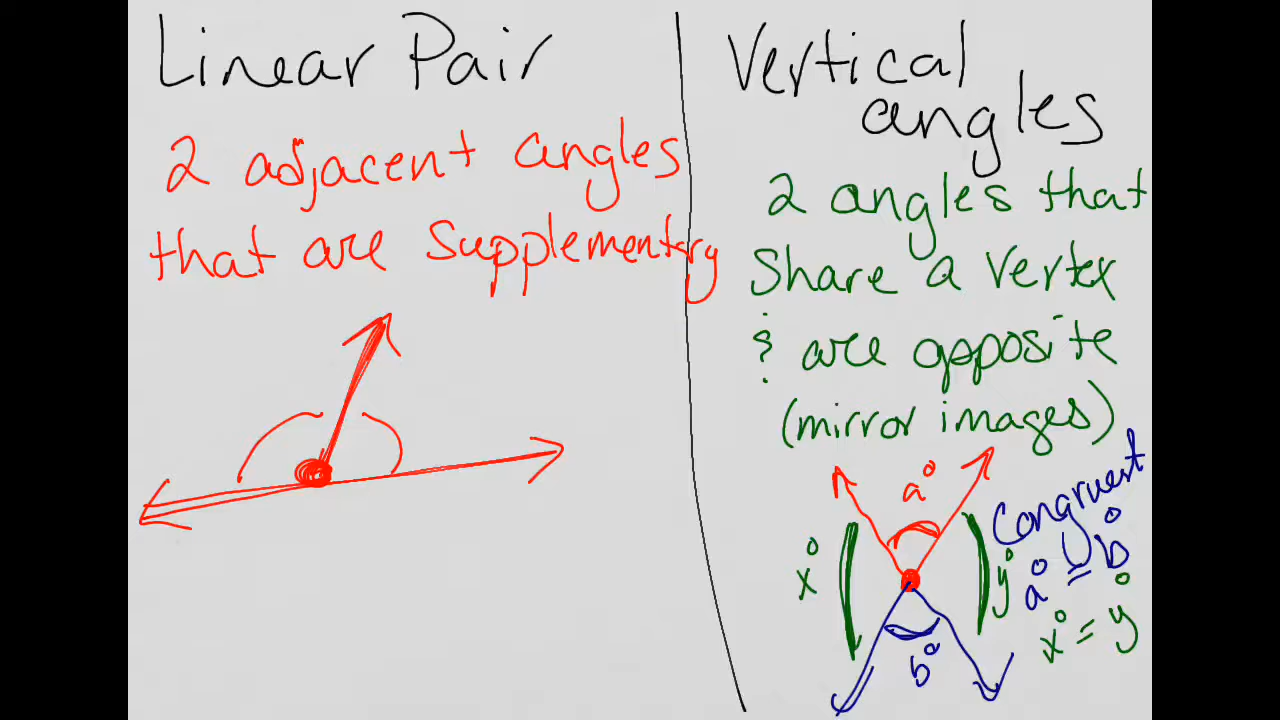 Linear Pair
2 adjacent angles
that are Supplementary
Vertical
angles
2 angles that
Share a Vertex
& are opposite
(mirror images)
a°
Congruent
x°
y°
a° = b°
x° = y°
b°